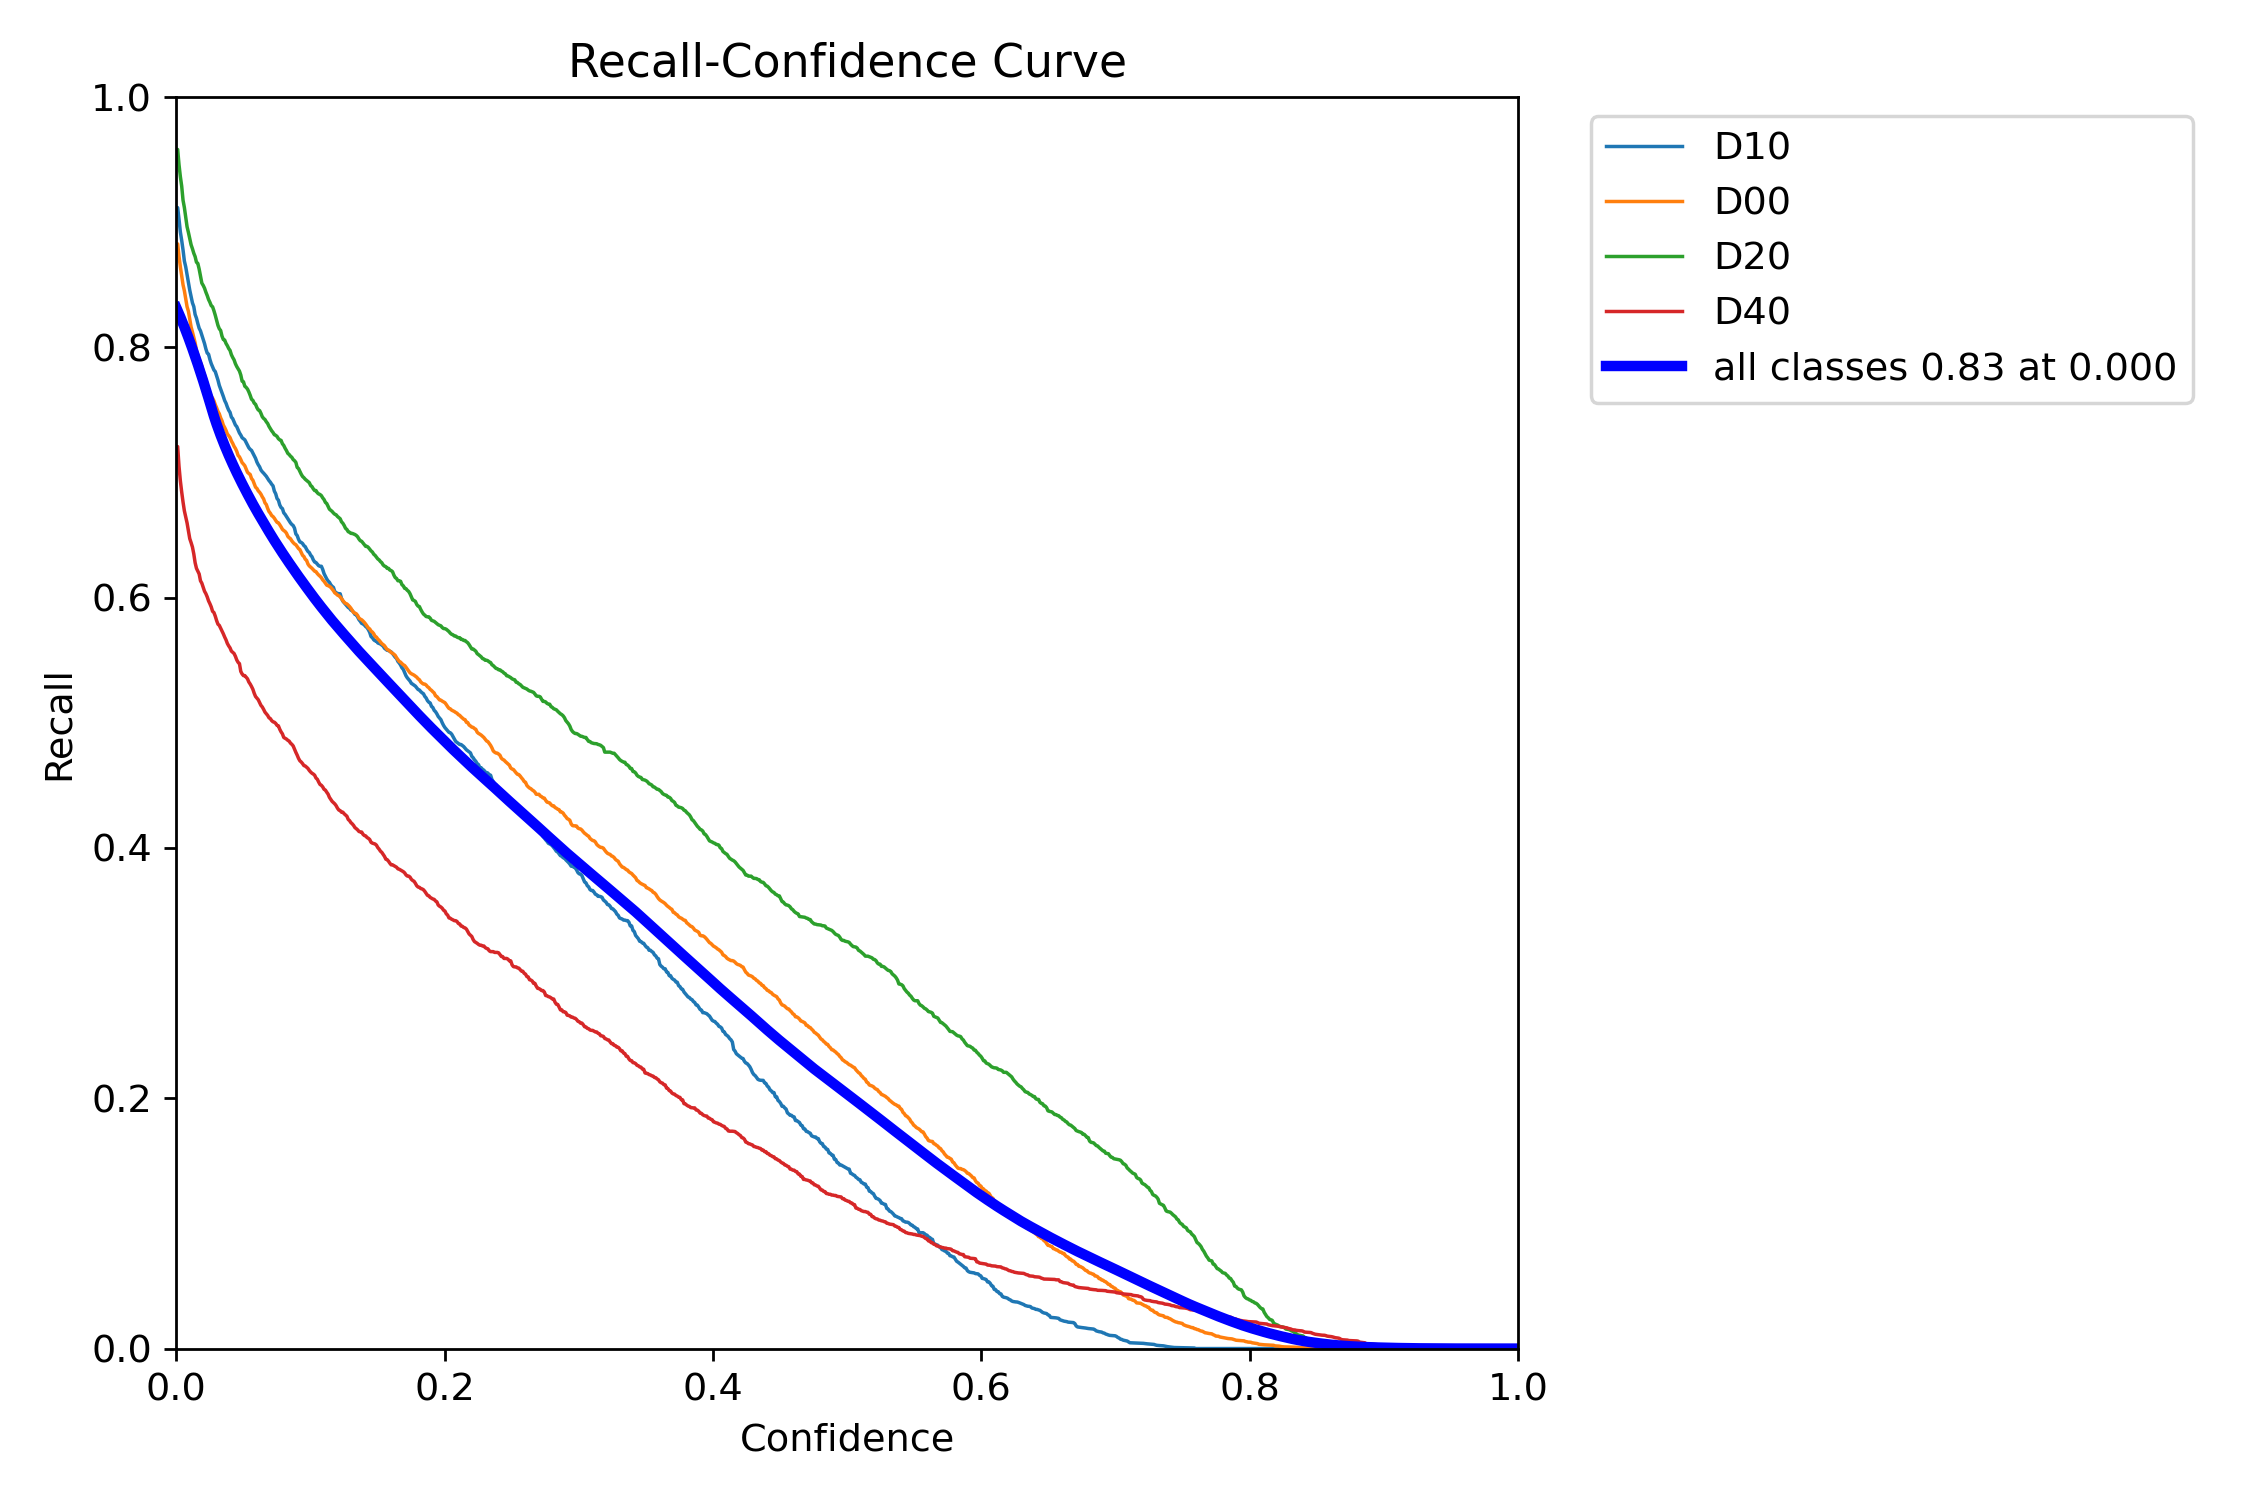 Recall-Confidence Curve
1.0
0.8
0.6
0.4
0.2
0.0
Recall
0.0 0.2 0.4 0.6 0.8 1.0
Confidence
D10
D00
D20
D40
all classes 0.83 at 0.000